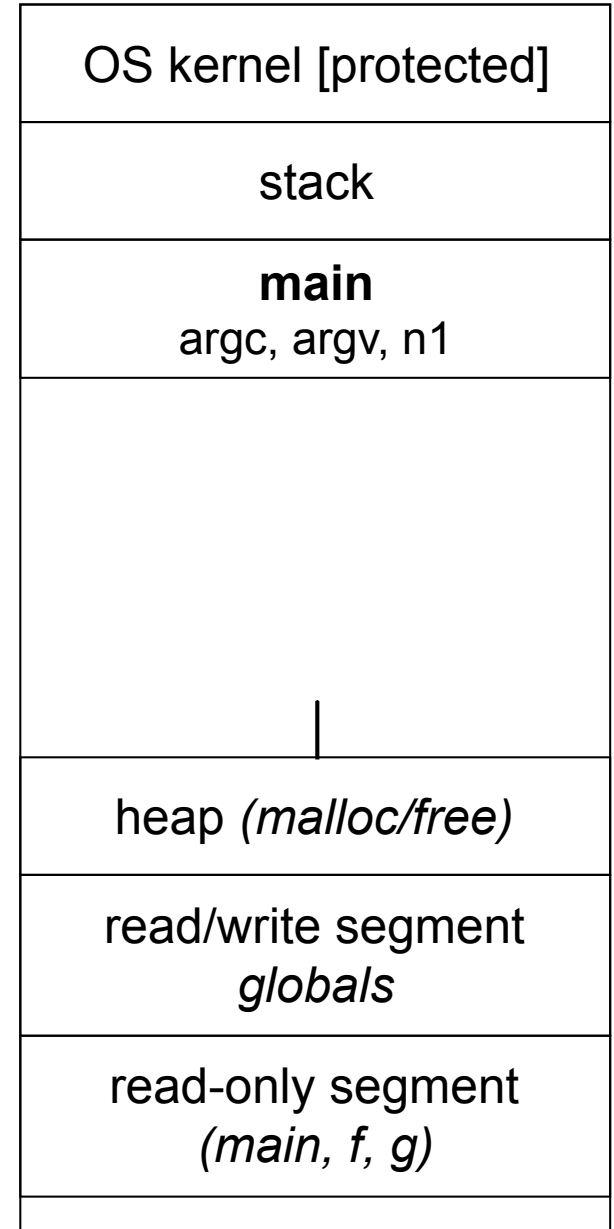 OS kernel [protected]
stack
main
argc, argv, n1
heap (malloc/free)
read/write segment
globals
read-only segment
(main, f, g)